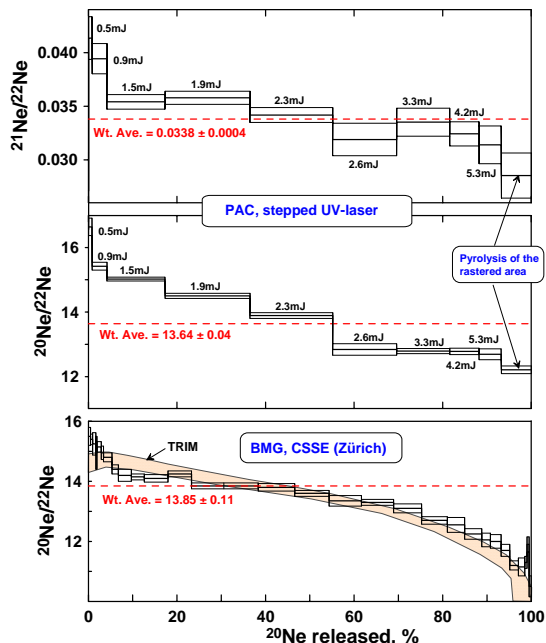 0.5mJ
0.040
0.9mJ
1.5mJ
1.9mJ
2.3mJ
3.3mJ
4.2mJ
0.035
Wt. Ave. = 0.0338 ± 0.0004
2.6mJ
5.3mJ
0.030
²¹Ne/²²Ne
PAC, stepped UV-laser
0.5mJ
16
0.9mJ
1.5mJ
1.9mJ
2.3mJ
Pyrolysis of the
rastered area
14
Wt. Ave. = 13.64 ± 0.04
2.6mJ
3.3mJ
5.3mJ
4.2mJ
12
²⁰Ne/²²Ne
16
TRIM
BMG, CSSE (Zürich)
14
Wt. Ave. = 13.85 ± 0.11
12
²⁰Ne/²²Ne
0 20 40 60 80 100
²⁰Ne released, %